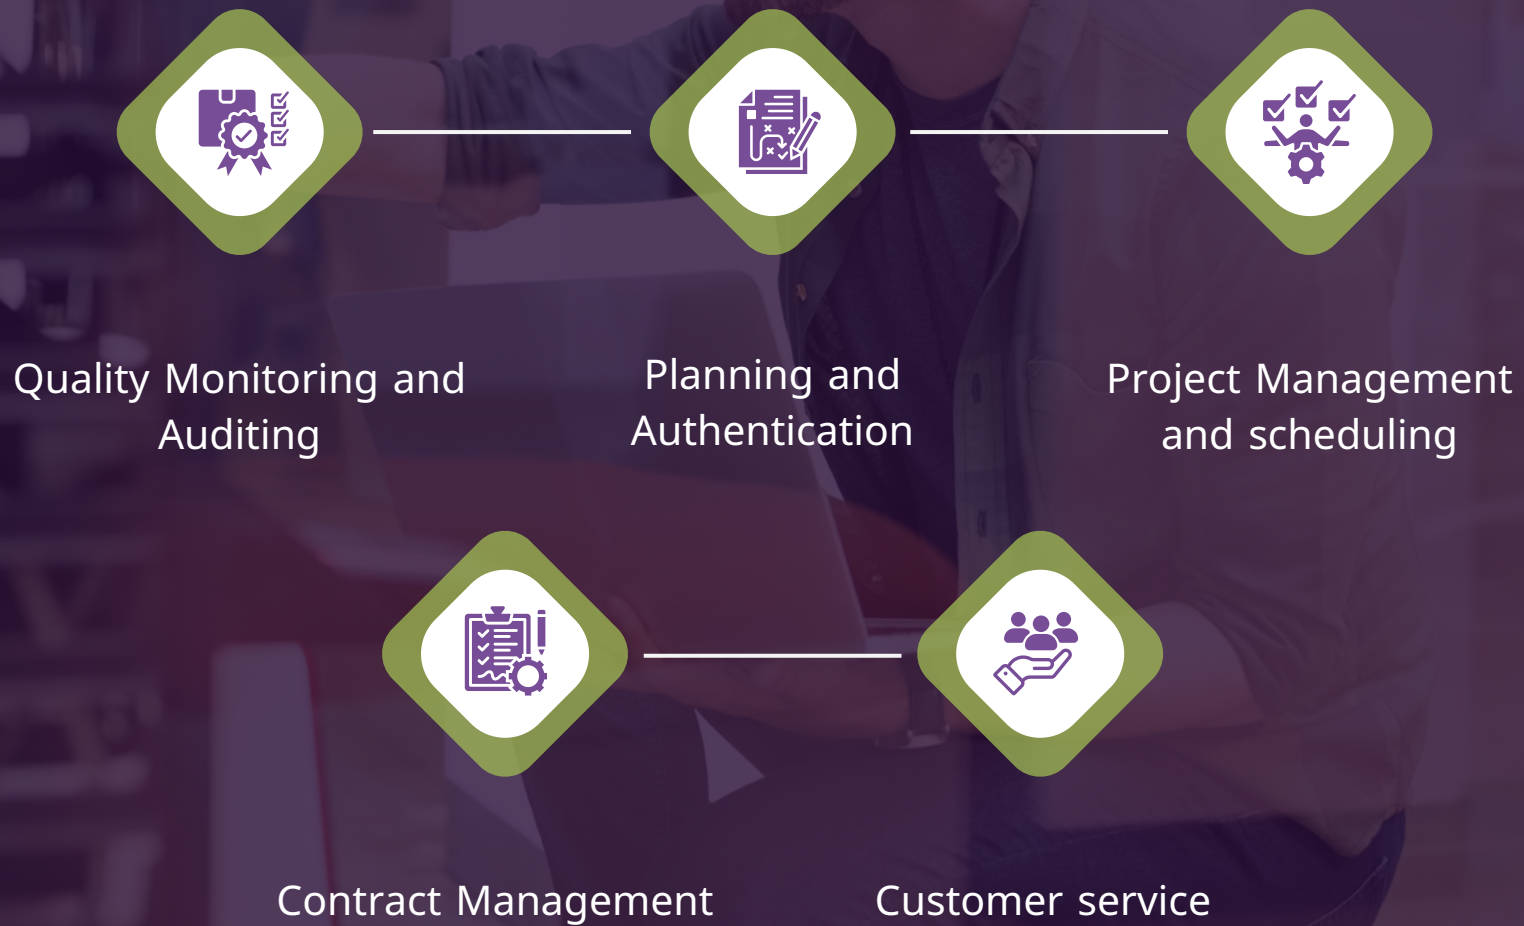 Quality Monitoring and
Auditing
Planning and
Authentication
Project Management
and scheduling
Contract Management
Customer service